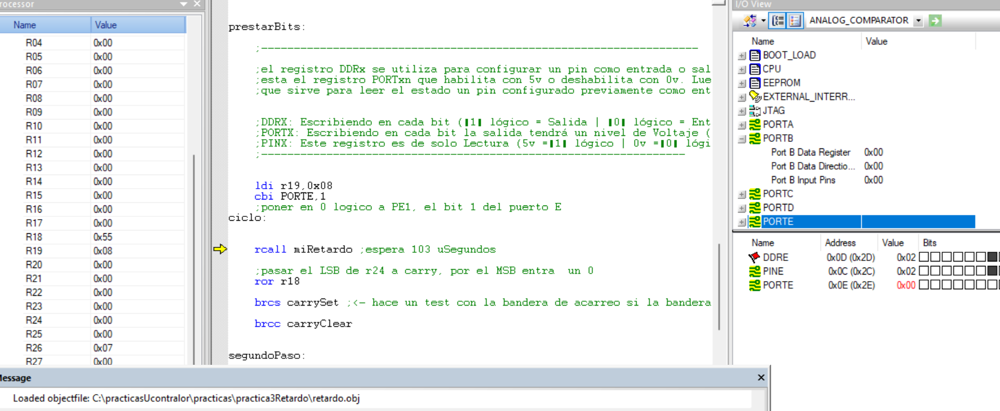 rocessor
Name Value
R04 0x00
R05 0x00
R06 0x00
R07 0x00
R08 0x00
R09 0x00
R10 0x00
R11 0x00
R12 0x00
R13 0x00
R14 0x00
R15 0x00
R16 0x00
R17 0x00
R18 0x55
R19 0x08
R20 0x00
R21 0x00
R22 0x00
R23 0x00
R24 0x00
R25 0x00
R26 0x07
R27 0x00
prestarBits:
;-------------------------------------------------------------------
;el registro DDRx se utiliza para configurar un pin como entrada o sal
;esta el registro PORTxn que habilita con 5v o deshabilita con 0v. Lue
;que sirve para leer el estado un pin configurado previamente como ent
;DDRX: Escribiendo en cada bit (▮1▮ lógico = Salida | ▮0▮ lógico = Ent
;PORTX: Escribiendo en cada bit la salida tendrá un nivel de Voltaje (
;PINX: Este registro es de solo Lectura (5v =▮1▮ lógico | 0v =▮0▮ lógi
;-----------------------------------------------------------------
ldi r19,0x08
cbi PORTE,1
;poner en 0 logico a PE1, el bit 1 del puerto E
ciclo:
rcall miRetardo ;espera 103 uSegundos
;pasar el LSB de r24 a carry, por el MSB entra un 0
ror r18
brcs carrySet ;<- hace un test con la bandera de acarreo si la bandera
brcc carryClear
segundoPaso:
I/O View
ANALOG_COMPARATOR
Name Value
BOOT_LOAD
CPU
EEPROM
EXTERNAL_INTERR...
JTAG
PORTA
PORTB
Port B Data Register 0x00
Port B Data Directio... 0x00
Port B Input Pins 0x00
PORTC
PORTD
PORTE
Name Address Value Bits
DDRE 0x0D (0x2D) 0x02
PINE 0x0C (0x2C) 0x02
PORTE 0x0E (0x2E) 0x00
Message
Loaded objectfile: C:\practicasUcontralor\practicas\practica3Retardo\retardo.obj